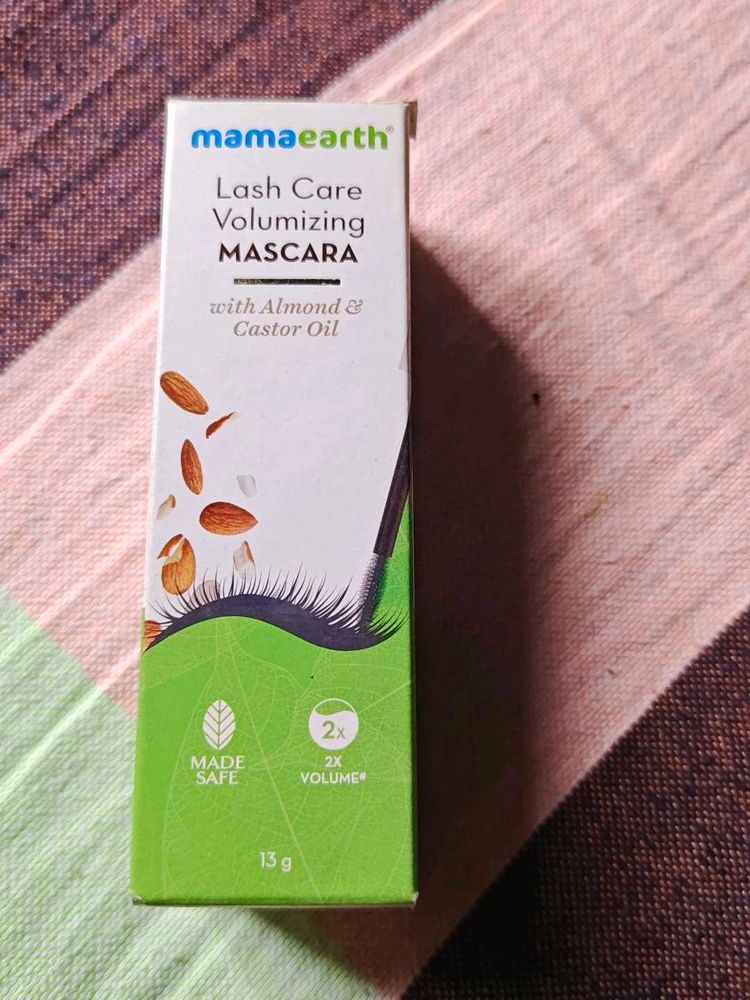 mamaearth®
Lash Care
Volumizing
MASCARA
with Almond &
Castor Oil
MADE
SAFE
2x
2X
VOLUME#
13 g